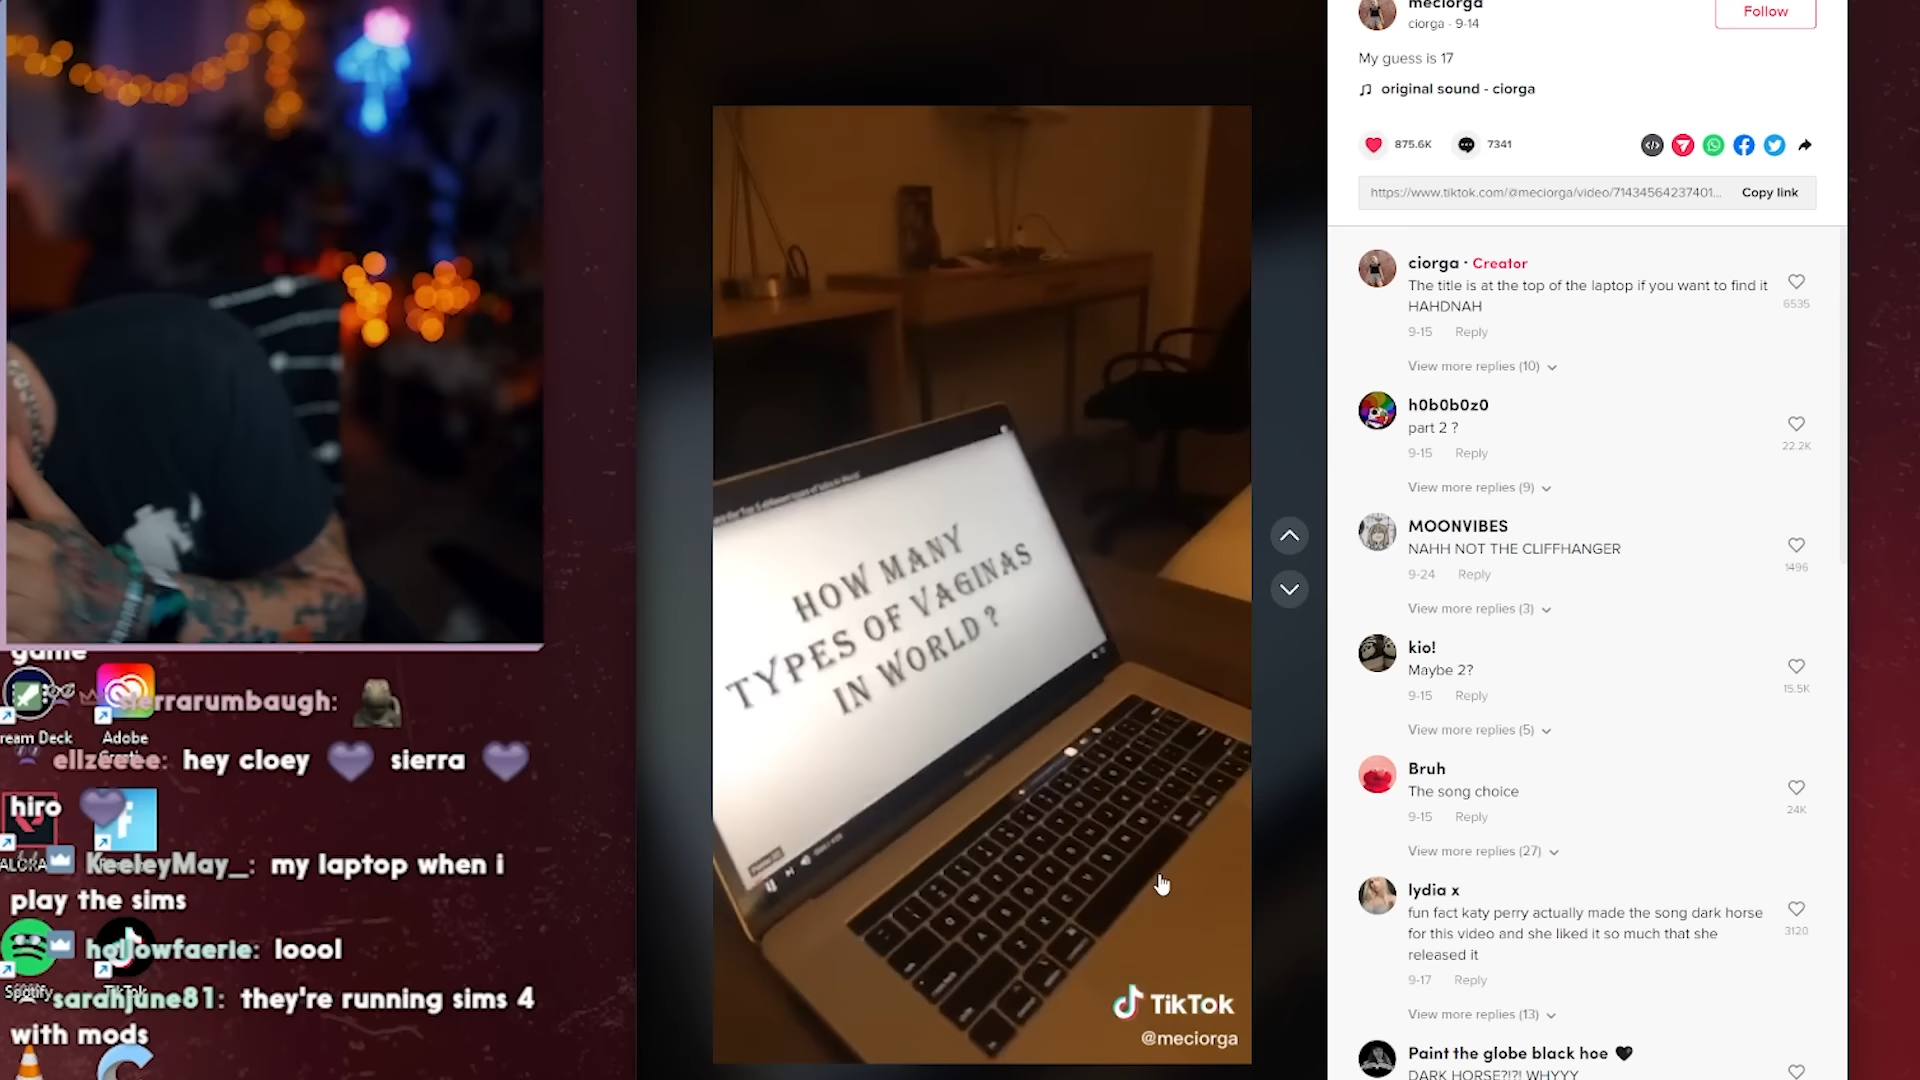 meciorga
ciorga · 9-14
Follow
My guess is 17
original sound - ciorga
875.6K
7341
https://www.tiktok.com/@meciorga/video/71434564237401...
Copy link
ciorga · Creator
The title is at the top of the laptop if you want to find it
HAHDNAH
6535
9-15 Reply
View more replies (10)
h0b0b0z0
part 2 ?
22.2K
9-15 Reply
View more replies (9)
MOONVIBES
NAHH NOT THE CLIFFHANGER
1496
9-24 Reply
View more replies (3)
kio!
Maybe 2?
15.5K
9-15 Reply
View more replies (5)
Bruh
The song choice
24K
9-15 Reply
View more replies (27)
lydia x
fun fact katy perry actually made the song dark horse
for this video and she liked it so much that she
released it
3120
9-17 Reply
View more replies (13)
Paint the globe black hoe 🖤
DARK HORSE?!?! WHYYY
HOW MANY
TYPES OF VAGINAS
IN WORLD ?
TikTok
@meciorga
game
rrarumbaugh:
ream Deck
Adobe
ellzeeee: hey cloey 💜 sierra 💜
hiro 💜
KeeleyMay_: my laptop when i
play the sims
hollowfaerie: loool
Spotify
TikTok
sarahjune81: they're running sims 4
with mods